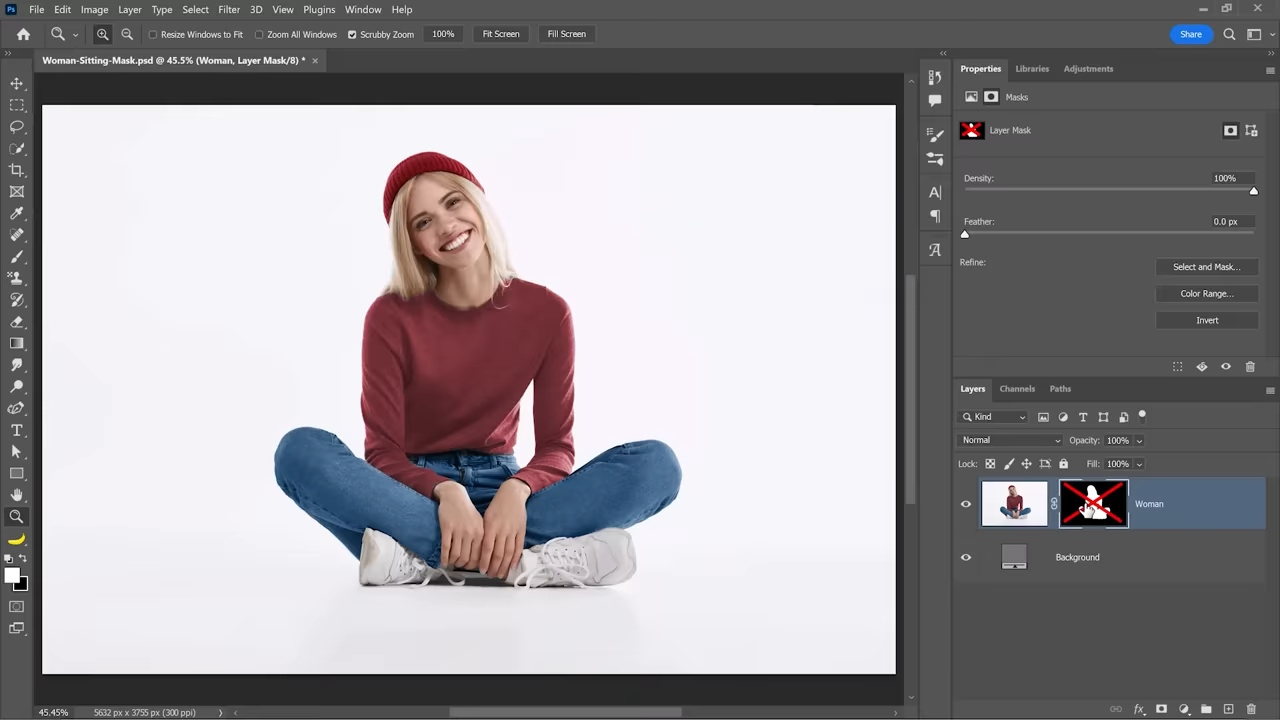 Ps File Edit Image Layer Type Select Filter 3D View Plugins Window Help
Resize Windows to Fit Zoom All Windows Scrubby Zoom 100% Fit Screen Fill Screen Share
Woman-Sitting-Mask.psd @ 45.5% (Woman, Layer Mask/8) *
Properties Libraries Adjustments
Masks
Layer Mask
Density: 100%
Feather: 0.0 px
Refine: Select and Mask...
Color Range...
Invert
Layers Channels Paths
Kind
Normal Opacity: 100%
Lock: Fill: 100%
Woman
Background
45.45% 5632 px x 3755 px (300 ppi)